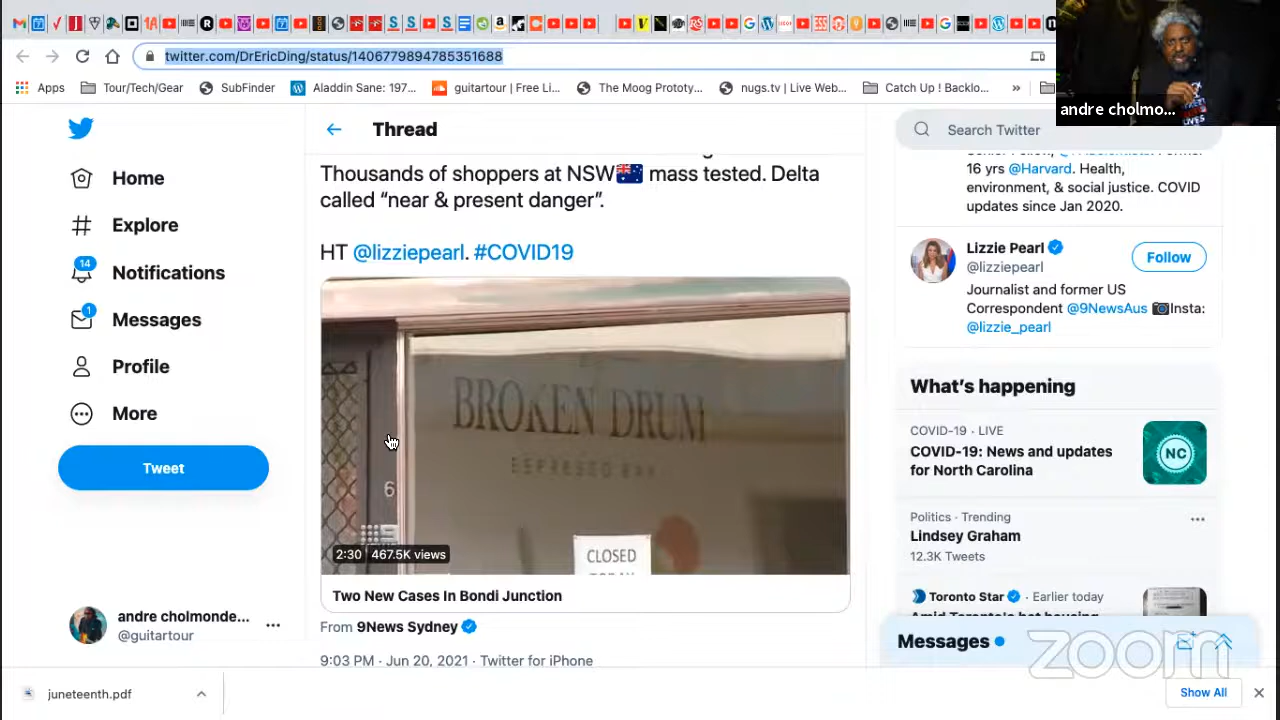 twitter.com/DrEricDing/status/1406779894785351688
andre cholmo...
Apps
Tour/Tech/Gear
SubFinder
Aladdin Sane: 197...
guitartour | Free Li...
The Moog Prototy...
nugs.tv | Live Web...
Catch Up ! Backlo...
»
Home
Explore
14
Notifications
1
Messages
Profile
More
Tweet
andre cholmonde...
@guitartour
Thread
Thousands of shoppers at NSW🇦🇺 mass tested. Delta
called “near & present danger”.
HT @lizziepearl. #COVID19
BROKEN DRUM
ESPRESSO BAR
6
CLOSED
TODAY
2:30 467.5K views
Two New Cases In Bondi Junction
From 9News Sydney
9:03 PM · Jun 20, 2021 · Twitter for iPhone
Search Twitter
16 yrs @Harvard. Health,
environment, & social justice. COVID
updates since Jan 2020.
Lizzie Pearl
@lizziepearl
Follow
Journalist and former US
Correspondent @9NewsAus 📷Insta:
@lizzie_pearl
What’s happening
COVID-19 · LIVE
COVID-19: News and updates
for North Carolina
NC
Politics · Trending
Lindsey Graham
12.3K Tweets
Toronto Star · Earlier today
Messages
zoom
juneteenth.pdf
Show All